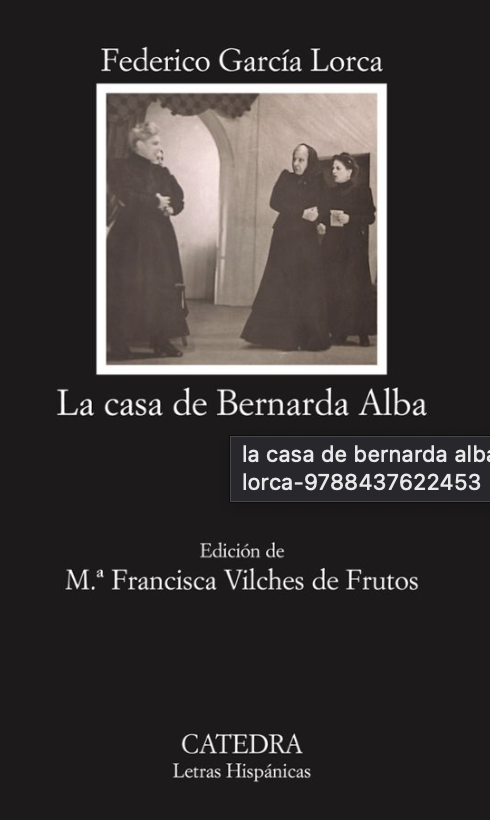 Federico García Lorca
La casa de Bernarda Alba
la casa de bernarda alba
lorca-9788437622453
Edición de
M.ª Francisca Vilches de Frutos
CATEDRA
Letras Hispánicas